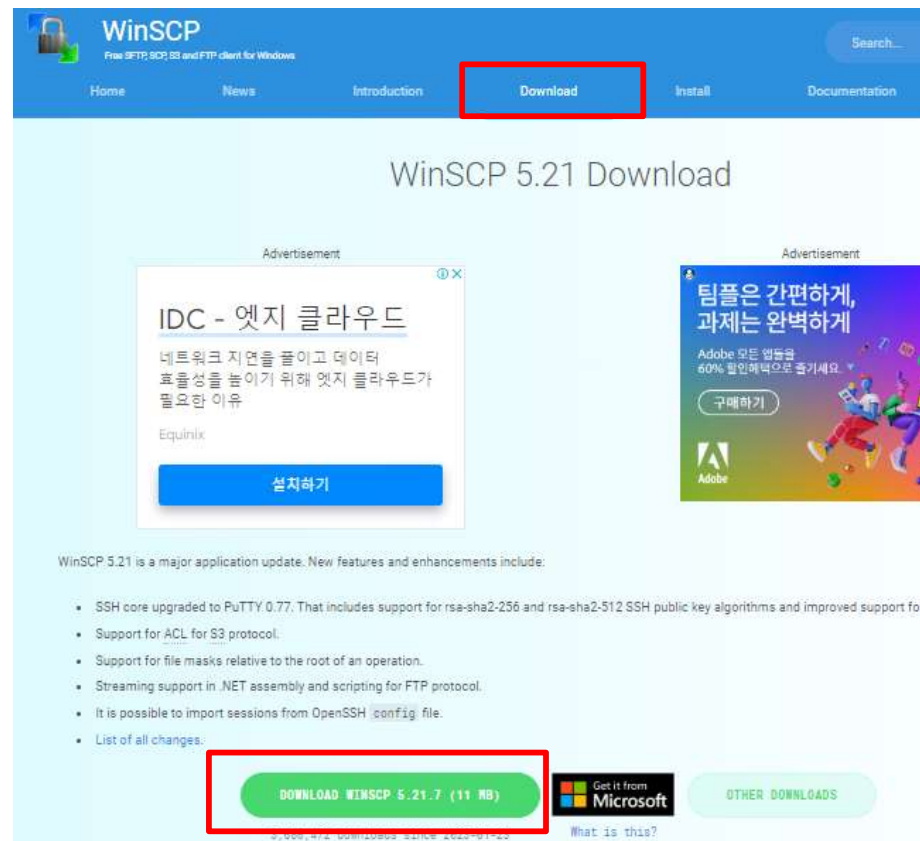 WinSCP
Free SFTP, SCP, S3 and FTP client for Windows
Search...
Home News Introduction Download Install Documentation
WinSCP 5.21 Download
Advertisement
IDC - 엣지 클라우드
네트워크 지연을 줄이고 데이터
효율성을 높이기 위해 엣지 클라우드가
필요한 이유
Equinix
설치하기
Advertisement
팀플은 간편하게,
과제는 완벽하게
Adobe 모든 앱들을
60% 할인혜택으로 즐기세요.
구매하기
Adobe
WinSCP 5.21 is a major application update. New features and enhancements include:
• SSH core upgraded to PuTTY 0.77. That includes support for rsa-sha2-256 and rsa-sha2-512 SSH public key algorithms and improved support fo
• Support for ACL for S3 protocol.
• Support for file masks relative to the root of an operation.
• Streaming support in .NET assembly and scripting for FTP protocol.
• It is possible to import sessions from OpenSSH config file.
• List of all changes.
DOWNLOAD WINSCP 5.21.7 (11 MB)
Get it from
Microsoft
OTHER DOWNLOADS
downloads since 2023-01-23
What is this?